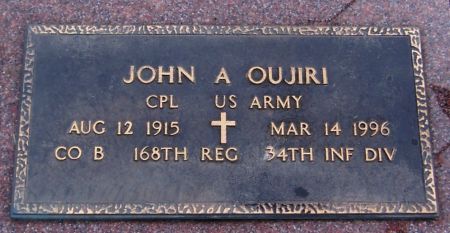 JOHN A OUJIRI
CPL US ARMY
AUG 12 1915 MAR 14 1996
CO B 168TH REG 34TH INF DIV